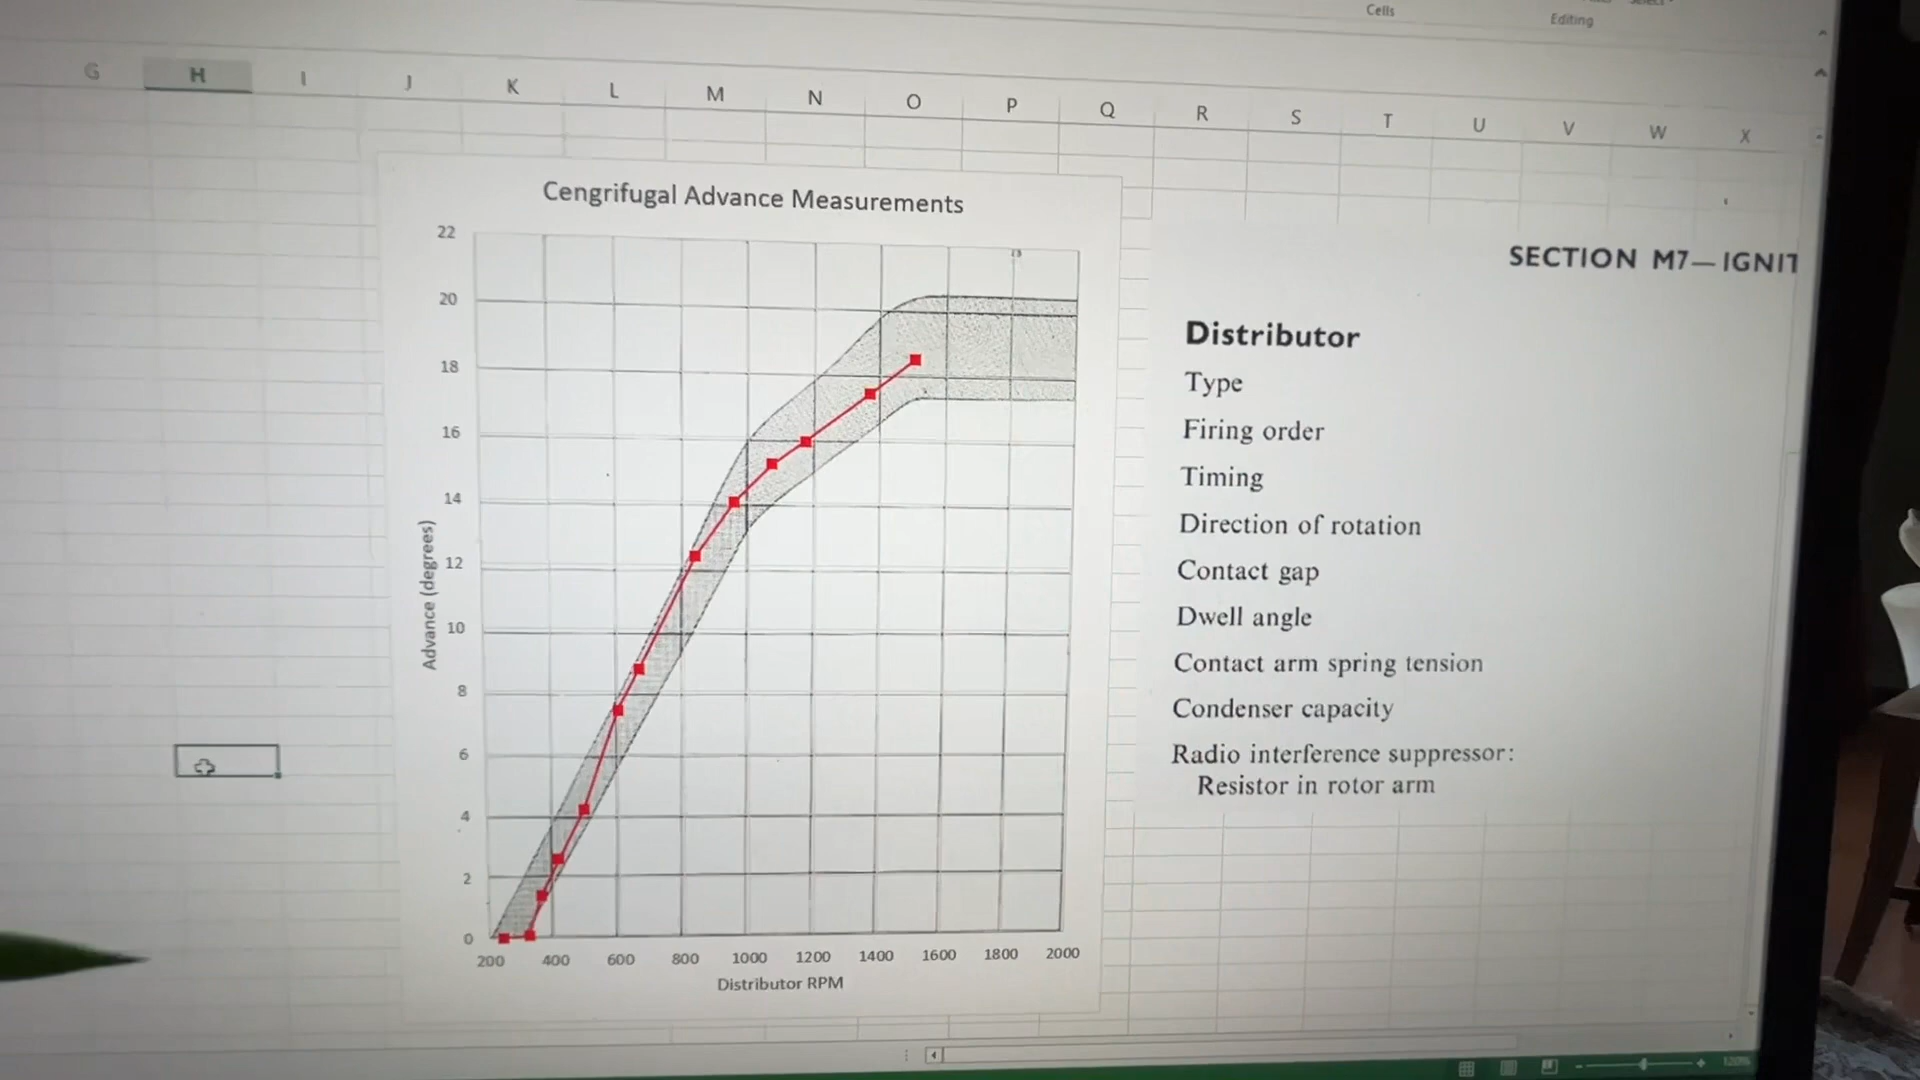 Cells
Editing
G H I J K L M N O P Q R S T U V W X
Cengrifugal Advance Measurements
22
20
18
16
14
12
10
8
6
4
2
0
Advance (degrees)
200 400 600 800 1000 1200 1400 1600 1800 2000
Distributor RPM
SECTION M7—IGNIT
Distributor
Type
Firing order
Timing
Direction of rotation
Contact gap
Dwell angle
Contact arm spring tension
Condenser capacity
Radio interference suppressor:
Resistor in rotor arm
120%